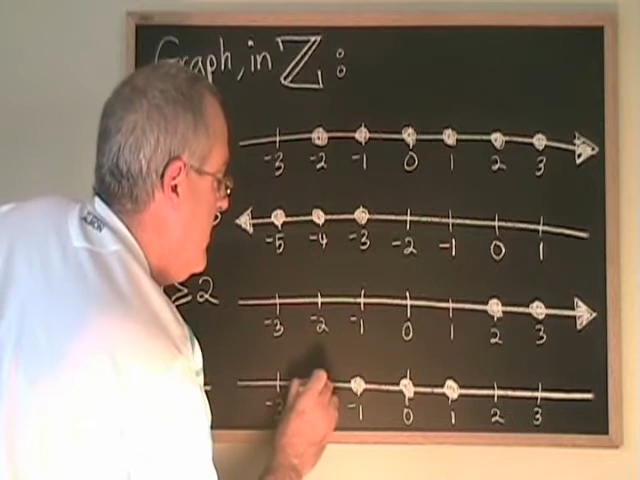 Graph, in ℤ:
-3 -2 -1 0 1 2 3
-5 -4 -3 -2 -1 0 1
≥2 -3 -2 -1 0 1 2 3
-1 0 1 2 3